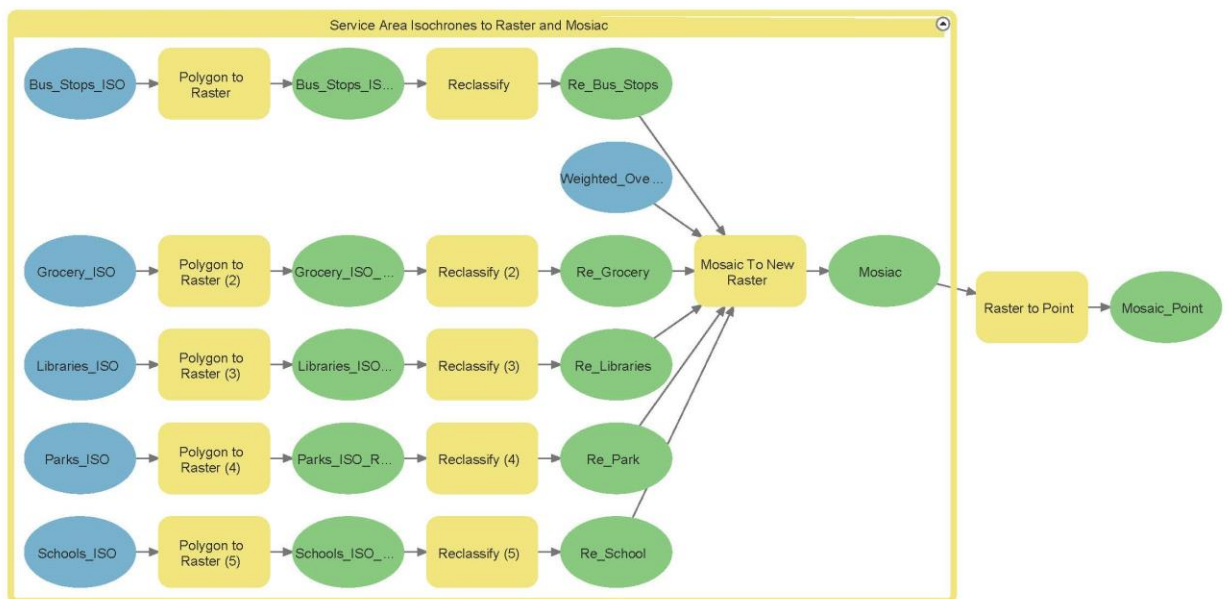 Service Area Isochrones to Raster and Mosiac
Bus_Stops_ISO
Polygon to
Raster
Bus_Stops_IS...
Reclassify
Re_Bus_Stops
Weighted_Ove ...
Grocery_ISO
Polygon to
Raster (2)
Grocery_ISO_...
Reclassify (2)
Re_Grocery
Mosaic To New
Raster
Mosiac
Raster to Point
Mosaic_Point
Libraries_ISO
Polygon to
Raster (3)
Libraries_ISO...
Reclassify (3)
Re_Libraries
Parks_ISO
Polygon to
Raster (4)
Parks_ISO_R...
Reclassify (4)
Re_Park
Schools_ISO
Polygon to
Raster (5)
Schools_ISO_...
Reclassify (5)
Re_School